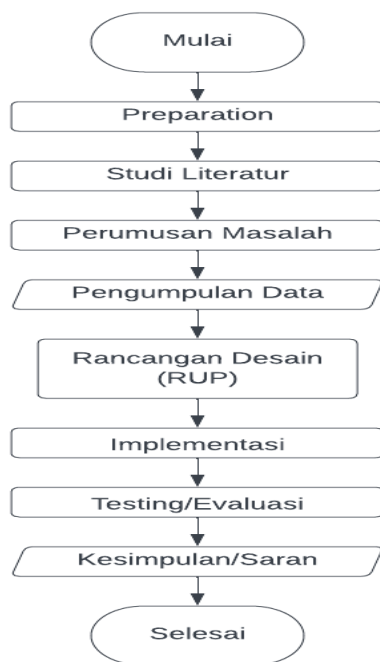 Mulai
Preparation
Studi Literatur
Perumusan Masalah
Pengumpulan Data
Rancangan Desain
(RUP)
Implementasi
Testing/Evaluasi
Kesimpulan/Saran
Selesai